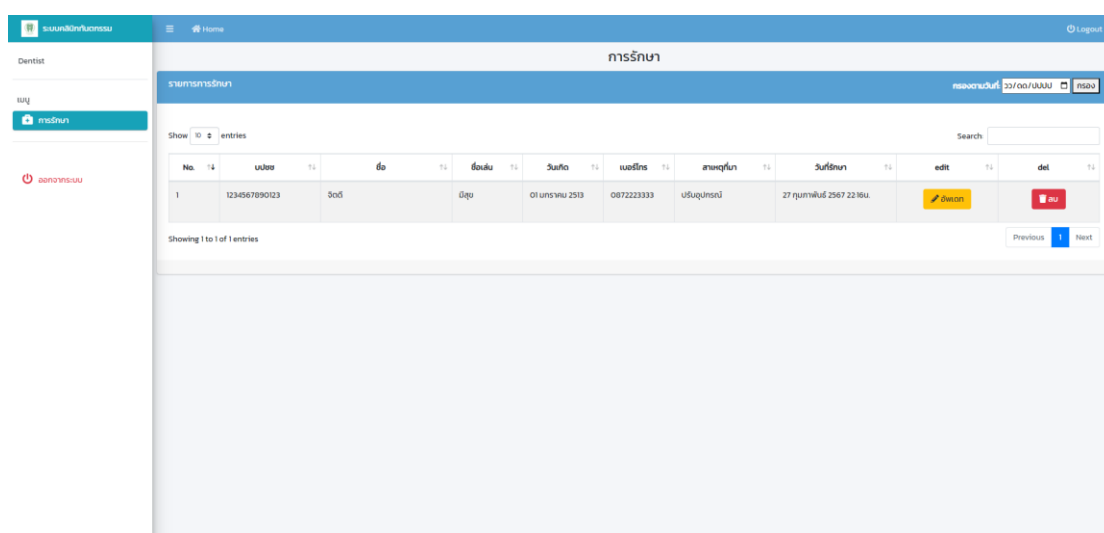 ระบบคลินิกทันตกรรม
Home
Logout
Dentist
เมนู
การรักษา
ออกจากระบบ
การรักษา
รายการการรักษา
กรองตามวันที่ วว/ดด/ปปปป กรอง
Show 10 entries
Search:
No. บปชช ชื่อ ชื่อเล่น วันเกิด เบอร์โทร สาเหตุที่มา วันที่รักษา edit del
1 1234567890123 จิตดี มีสุข 01 มกราคม 2513 0872223333 ปรับอุปกรณ์ 27 กุมภาพันธ์ 2567 22:16น. อัพเดท ลบ
Showing 1 to 1 of 1 entries
Previous 1 Next